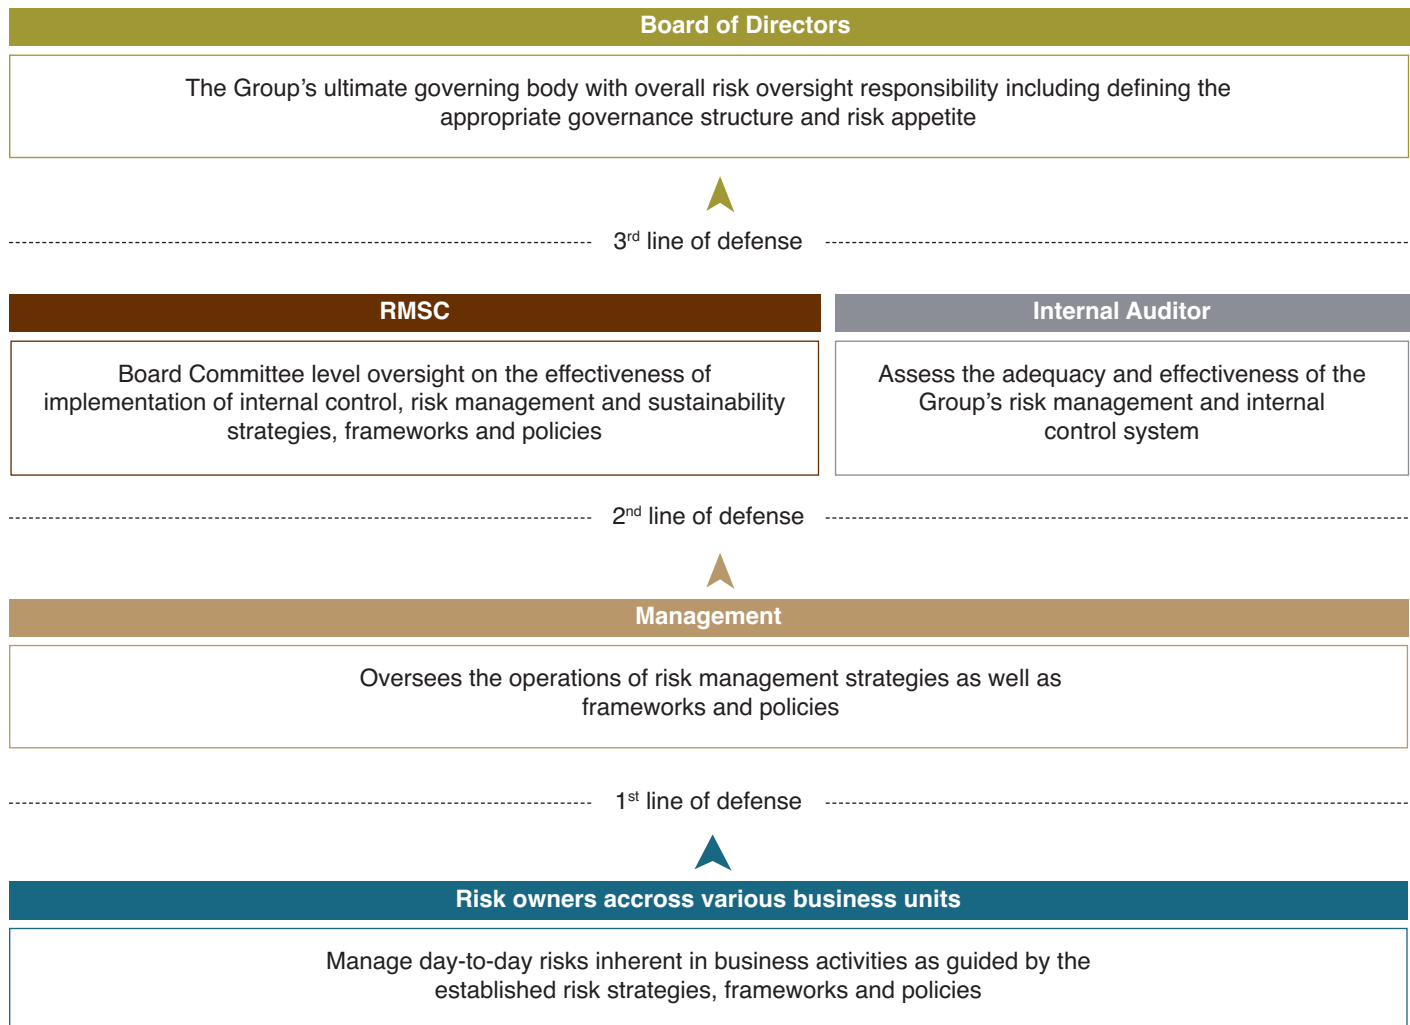 Board of Directors
The Group’s ultimate governing body with overall risk oversight responsibility including defining the
appropriate governance structure and risk appetite
3rd line of defense
RMSC
Board Committee level oversight on the effectiveness of
implementation of internal control, risk management and sustainability
strategies, frameworks and policies
Internal Auditor
Assess the adequacy and effectiveness of the
Group’s risk management and internal
control system
2nd line of defense
Management
Oversees the operations of risk management strategies as well as
frameworks and policies
1st line of defense
Risk owners accross various business units
Manage day-to-day risks inherent in business activities as guided by the
established risk strategies, frameworks and policies